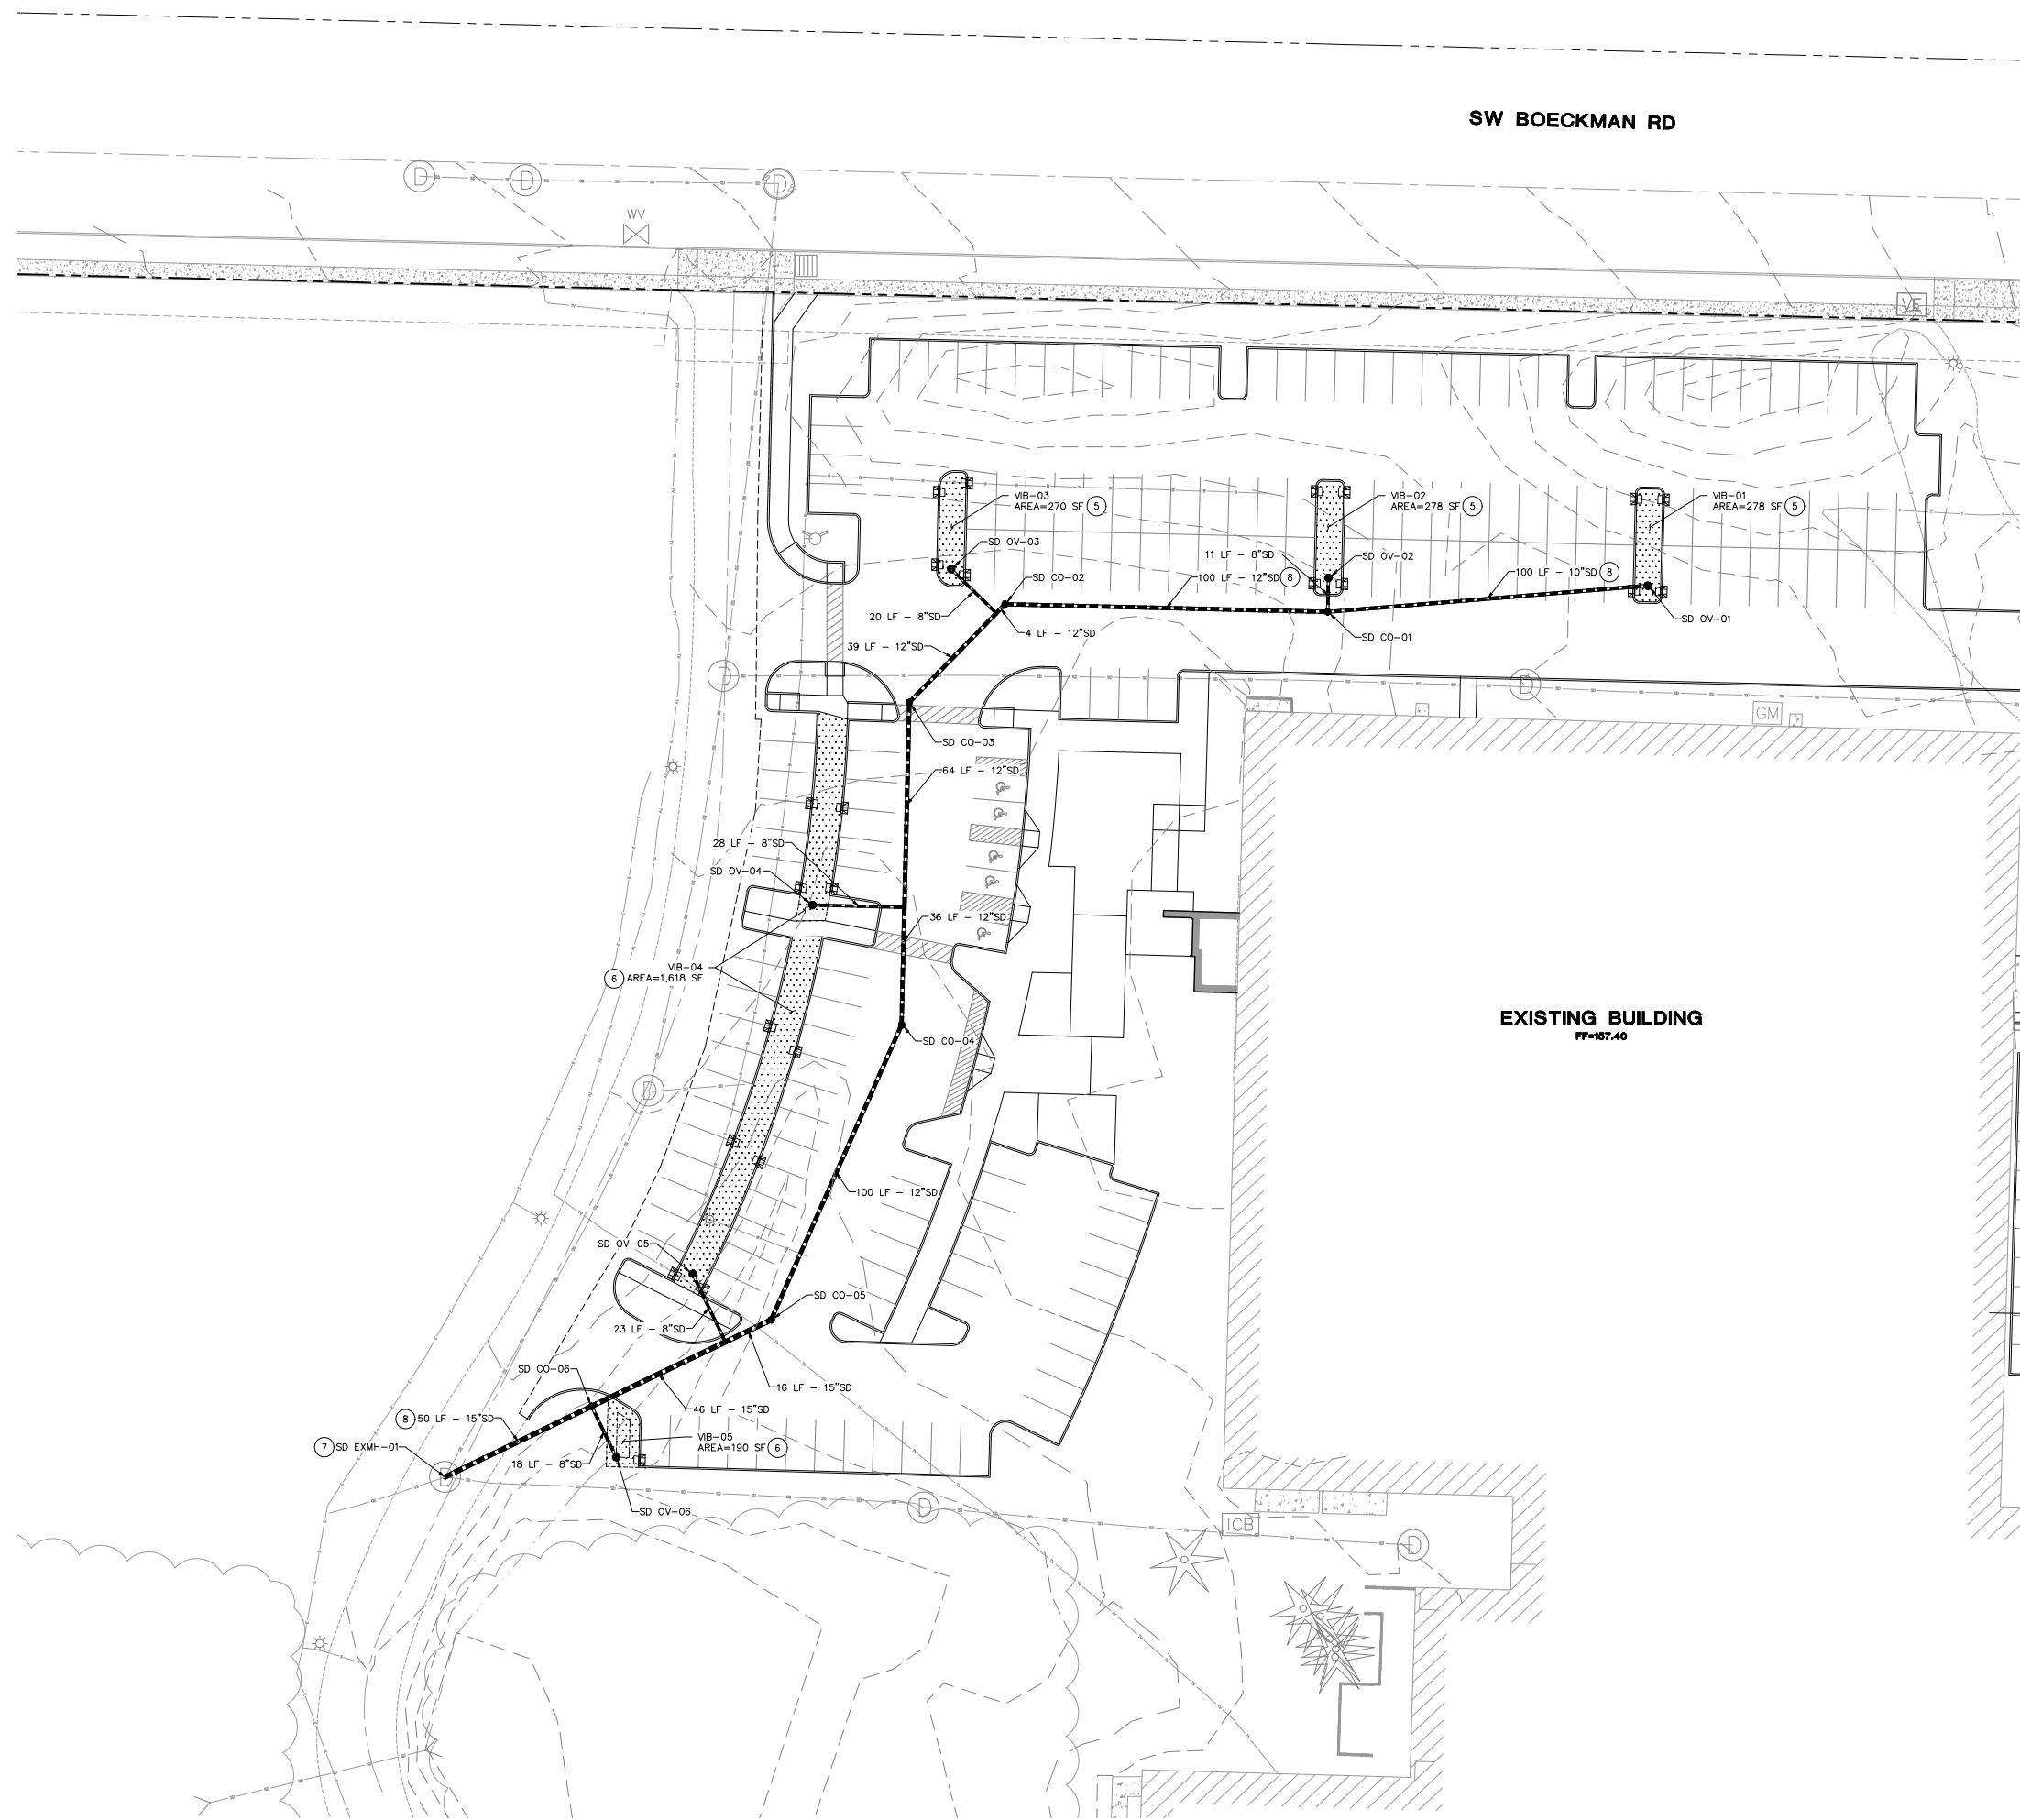 SW BOECKMAN RD
D
D
D
WV
VE
VIB-03
AREA=270 SF 5
VIB-02
AREA=278 SF 5
VIB-01
AREA=278 SF 5
SD OV-03
11 LF - 8"SD
SD OV-02
SD CO-02
100 LF - 12"SD 8
100 LF - 10"SD 8
20 LF - 8"SD
4 LF - 12"SD
SD CO-01
SD OV-01
39 LF - 12"SD
D
D
GM
SD CO-03
64 LF - 12"SD
28 LF - 8"SD
SD OV-04
36 LF - 12"SD
VIB-04
6 AREA=1,618 SF
EXISTING BUILDING
FF=167.40
SD CO-04
D
100 LF - 12"SD
SD OV-05
SD CO-05
23 LF - 8"SD
SD CO-06
16 LF - 15"SD
46 LF - 15"SD
8 50 LF - 15"SD
VIB-05
AREA=190 SF 6
7 SD EXMH-01
18 LF - 8"SD
D
SD OV-06
D
ICB
D